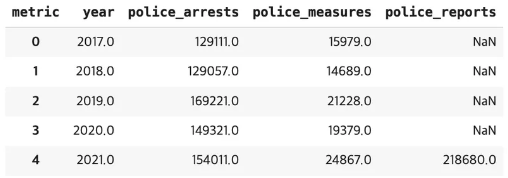 metric year police_arrests police_measures police_reports
0 2017.0 129111.0 15979.0 NaN
1 2018.0 129057.0 14689.0 NaN
2 2019.0 169221.0 21228.0 NaN
3 2020.0 149321.0 19379.0 NaN
4 2021.0 154011.0 24867.0 218680.0